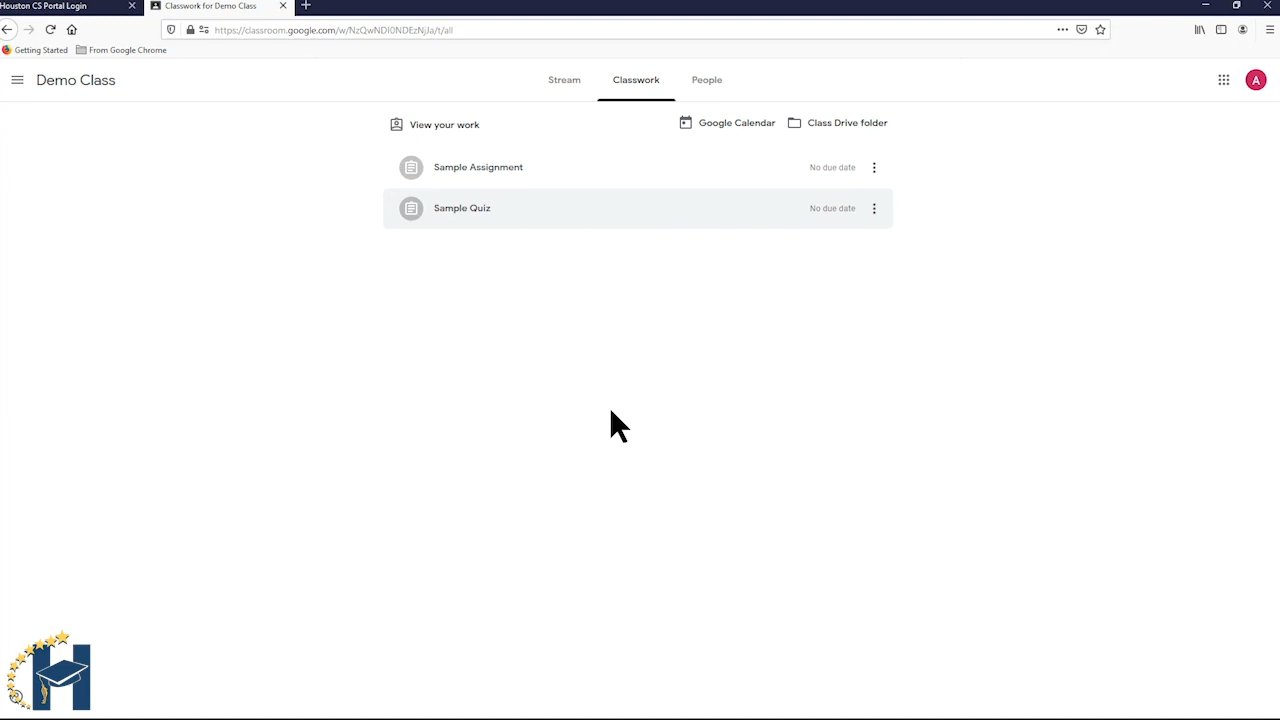 Houston CS Portal Login
Classwork for Demo Class
https://classroom.google.com/w/NzQwNDI0NDEzNjJa/t/all
Getting Started
From Google Chrome
Demo Class
Stream
Classwork
People
A
View your work
Google Calendar
Class Drive folder
Sample Assignment
No due date
Sample Quiz
No due date
H